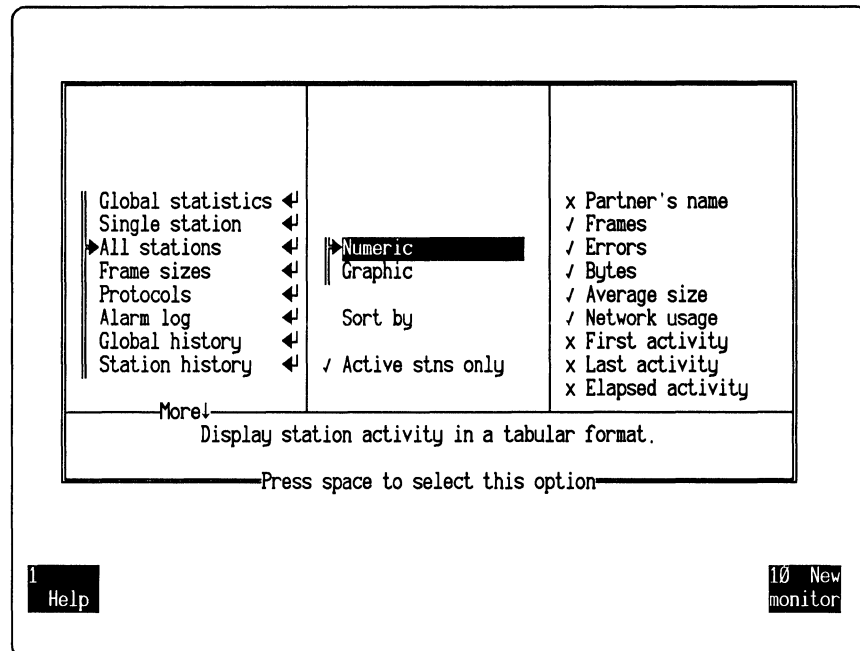 Global statistics ↵
Single station ↵
All stations ↵
Frame sizes ↵
Protocols ↵
Alarm log ↵
Global history ↵
Station history ↵
More↓
Numeric
Graphic
Sort by
√ Active stns only
x Partner's name
√ Frames
√ Errors
√ Bytes
√ Average size
√ Network usage
x First activity
x Last activity
x Elapsed activity
Display station activity in a tabular format.
Press space to select this option
1
Help
10 New
monitor